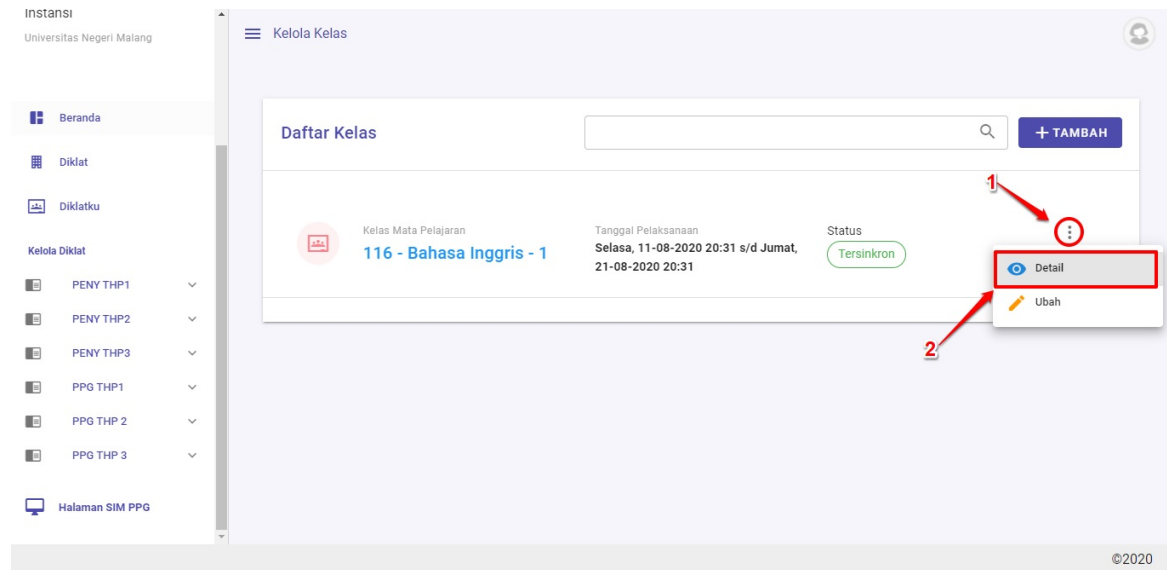 Instansi
Universitas Negeri Malang
Beranda
Diklat
Diklatku
Kelola Diklat
PENY THP1
PENY THP2
PENY THP3
PPG THP1
PPG THP 2
PPG THP 3
Halaman SIM PPG
Kelola Kelas
Daftar Kelas
+ TAMBAH
1
Kelas Mata Pelajaran
116 - Bahasa Inggris - 1
Tanggal Pelaksanaan
Selasa, 11-08-2020 20:31 s/d Jumat,
21-08-2020 20:31
Status
Tersinkron
Detail
Ubah
2
©2020